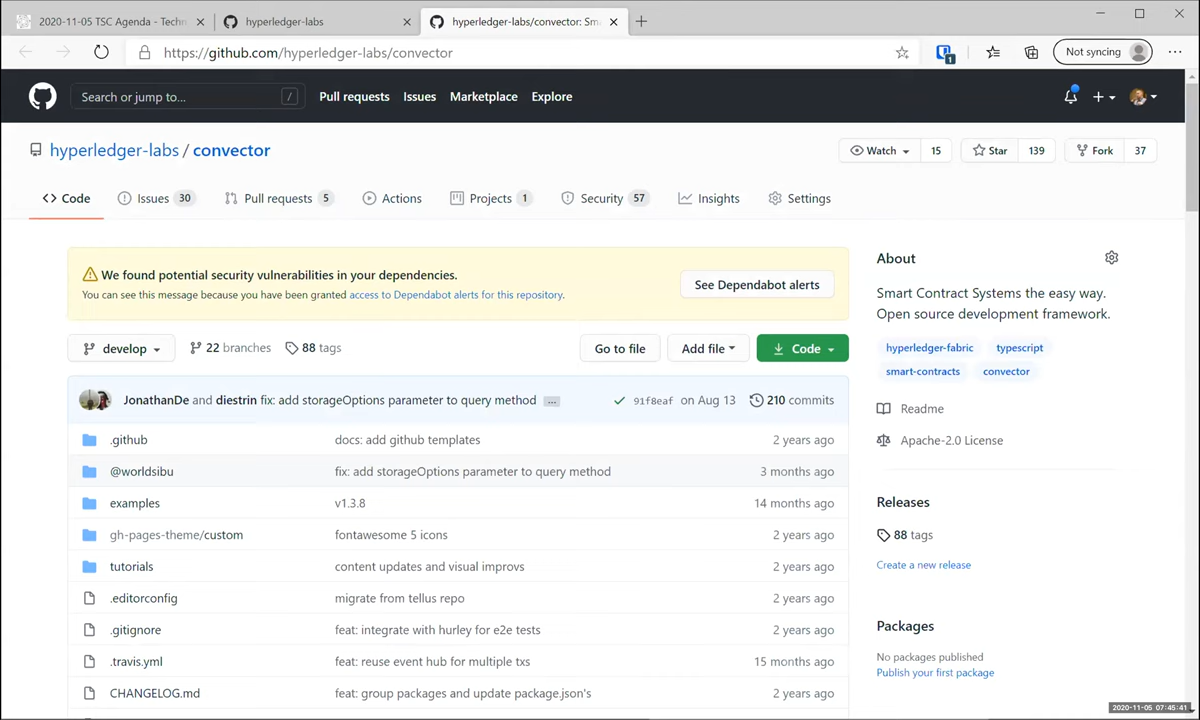 2020-11-05 TSC Agenda - Techn
hyperledger-labs
hyperledger-labs/convector: Sma
https://github.com/hyperledger-labs/convector
1
Not syncing
Search or jump to...
/
Pull requests
Issues
Marketplace
Explore
hyperledger-labs / convector
Watch 15
Star 139
Fork 37
Code
Issues 30
Pull requests 5
Actions
Projects 1
Security 57
Insights
Settings
We found potential security vulnerabilities in your dependencies.
You can see this message because you have been granted access to Dependabot alerts for this repository.
See Dependabot alerts
develop
22 branches
88 tags
Go to file
Add file
Code
JonathanDe and diestrin fix: add storageOptions parameter to query method ...
91f8eaf on Aug 13
210 commits
.github docs: add github templates 2 years ago
@worldsibu fix: add storageOptions parameter to query method 3 months ago
examples v1.3.8 14 months ago
gh-pages-theme/custom fontawesome 5 icons 2 years ago
tutorials content updates and visual improvs 2 years ago
.editorconfig migrate from tellus repo 2 years ago
.gitignore feat: integrate with hurley for e2e tests 2 years ago
.travis.yml feat: reuse event hub for multiple txs 15 months ago
CHANGELOG.md feat: group packages and update package.json's 2 years ago
About
Smart Contract Systems the easy way.
Open source development framework.
hyperledger-fabric typescript
smart-contracts convector
Readme
Apache-2.0 License
Releases
88 tags
Create a new release
Packages
No packages published
Publish your first package
2020-11-05 07:45:41